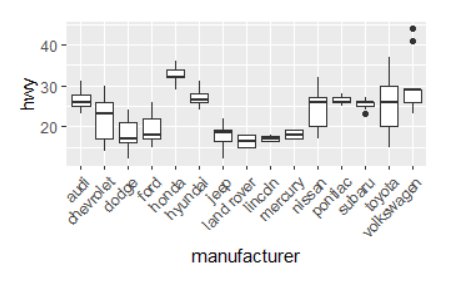 hwy
40
30
20
audi
chevrolet
dodge
ford
honda
hyundai
jeep
land rover
lincoln
mercury
nissan
pontiac
subaru
toyota
volkswagen
manufacturer